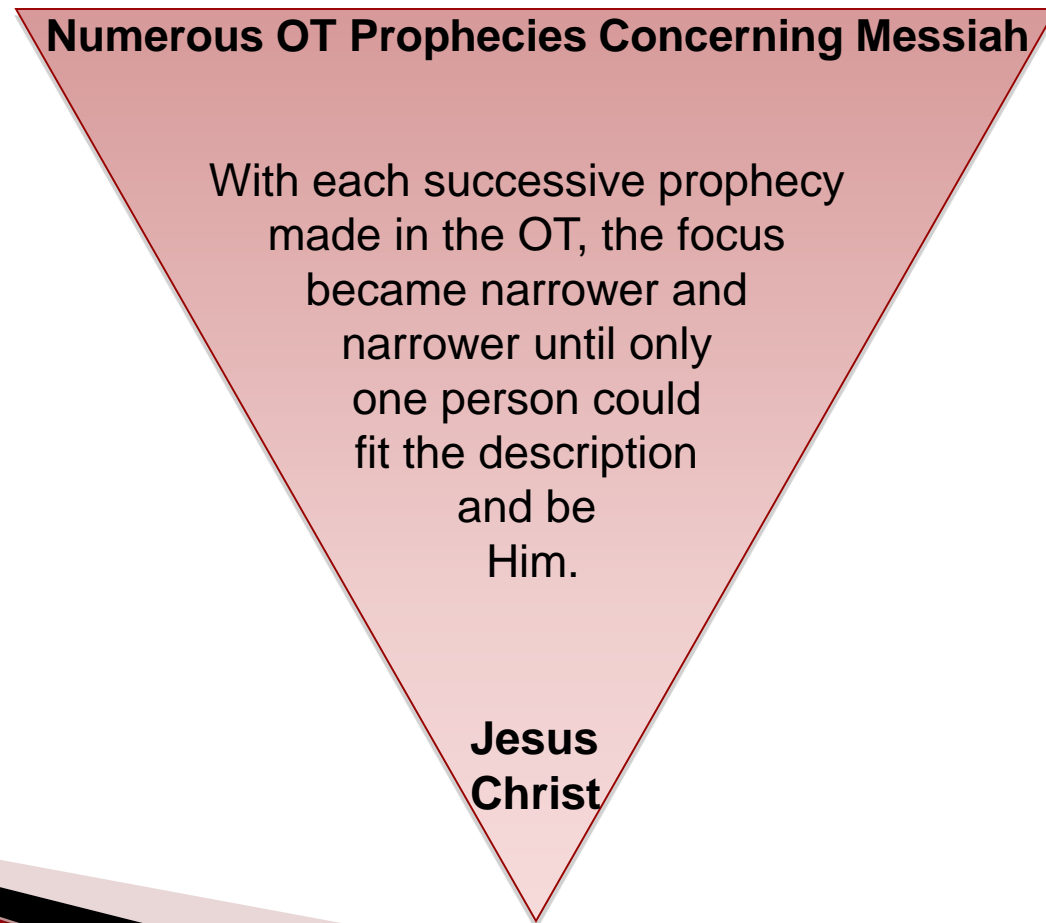 Numerous OT Prophecies Concerning Messiah
With each successive prophecy
made in the OT, the focus
became narrower and
narrower until only
one person could
fit the description
and be
Him.
Jesus
Christ